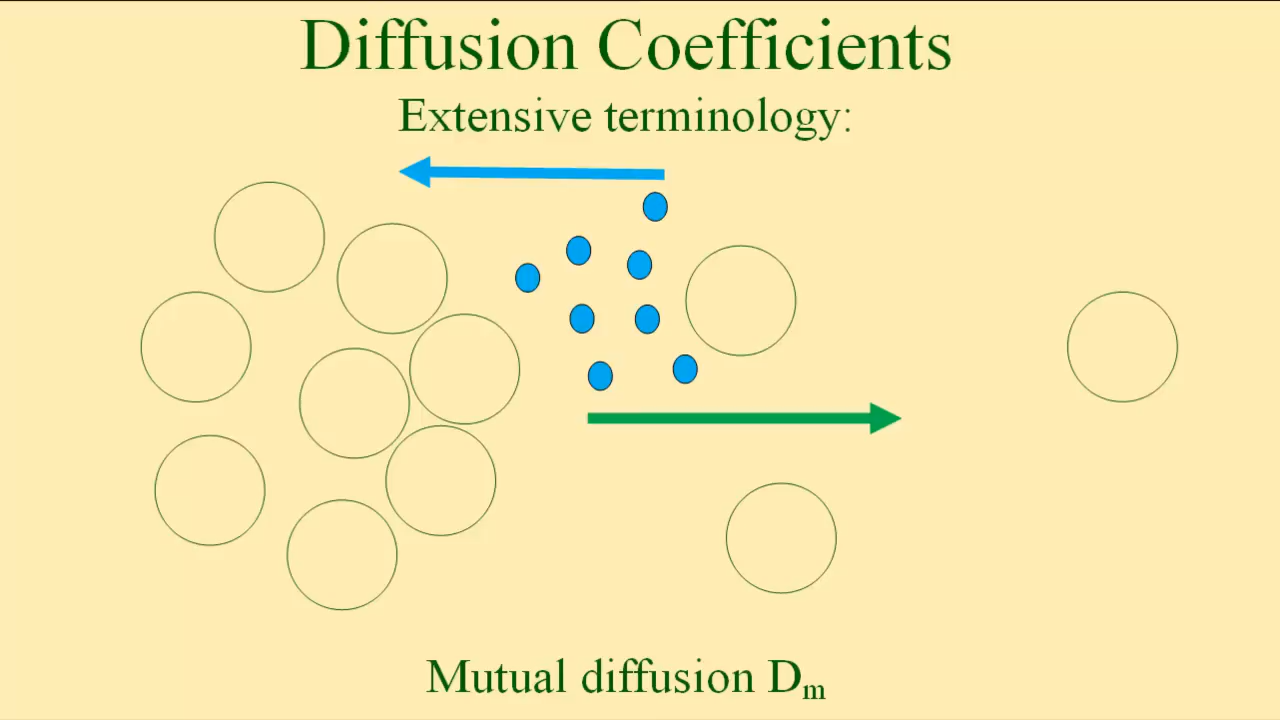 Diffusion Coefficients
Extensive terminology:
Mutual diffusion Dₘ